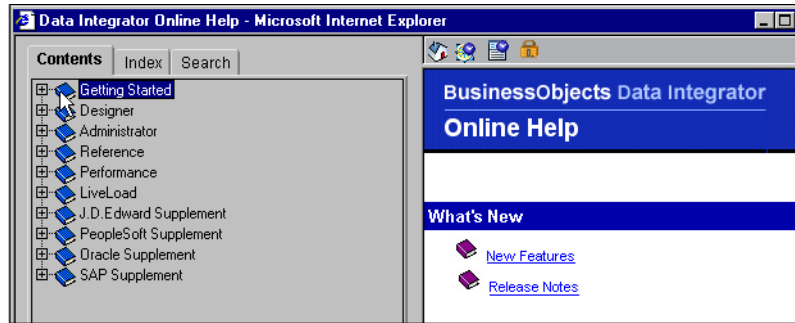 Data Integrator Online Help - Microsoft Internet Explorer
Contents Index Search
Getting Started
Designer
Administrator
Reference
Performance
LiveLoad
J.D.Edward Supplement
PeopleSoft Supplement
Oracle Supplement
SAP Supplement
BusinessObjects Data Integrator
Online Help
What's New
New Features
Release Notes